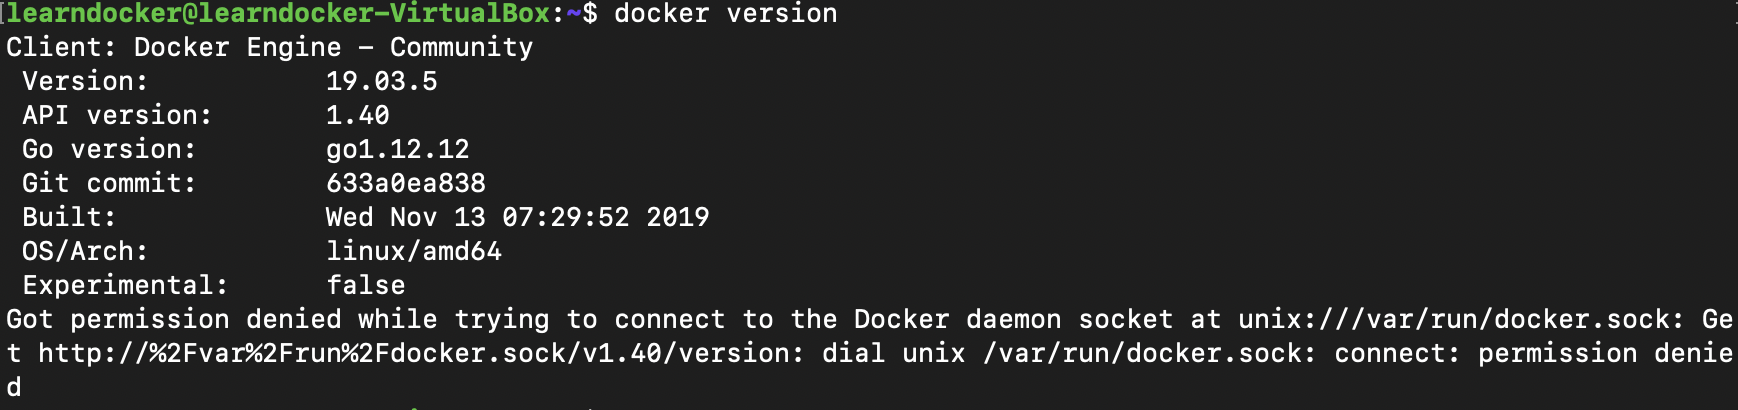 learndocker@learndocker-VirtualBox:~$ docker version
Client: Docker Engine - Community
 Version:           19.03.5
 API version:       1.40
 Go version:        go1.12.12
 Git commit:        633a0ea838
 Built:             Wed Nov 13 07:29:52 2019
 OS/Arch:           linux/amd64
 Experimental:      false
Got permission denied while trying to connect to the Docker daemon socket at unix:///var/run/docker.sock: Ge
t http://%2Fvar%2Frun%2Fdocker.sock/v1.40/version: dial unix /var/run/docker.sock: connect: permission denie
d